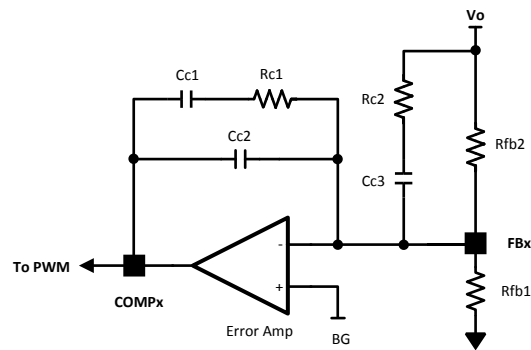 Vo
Cc1
Rc1
Rc2
Cc2
Rfb2
Cc3
-
FBx
To PWM
+
COMPx
Rfb1
Error Amp
BG